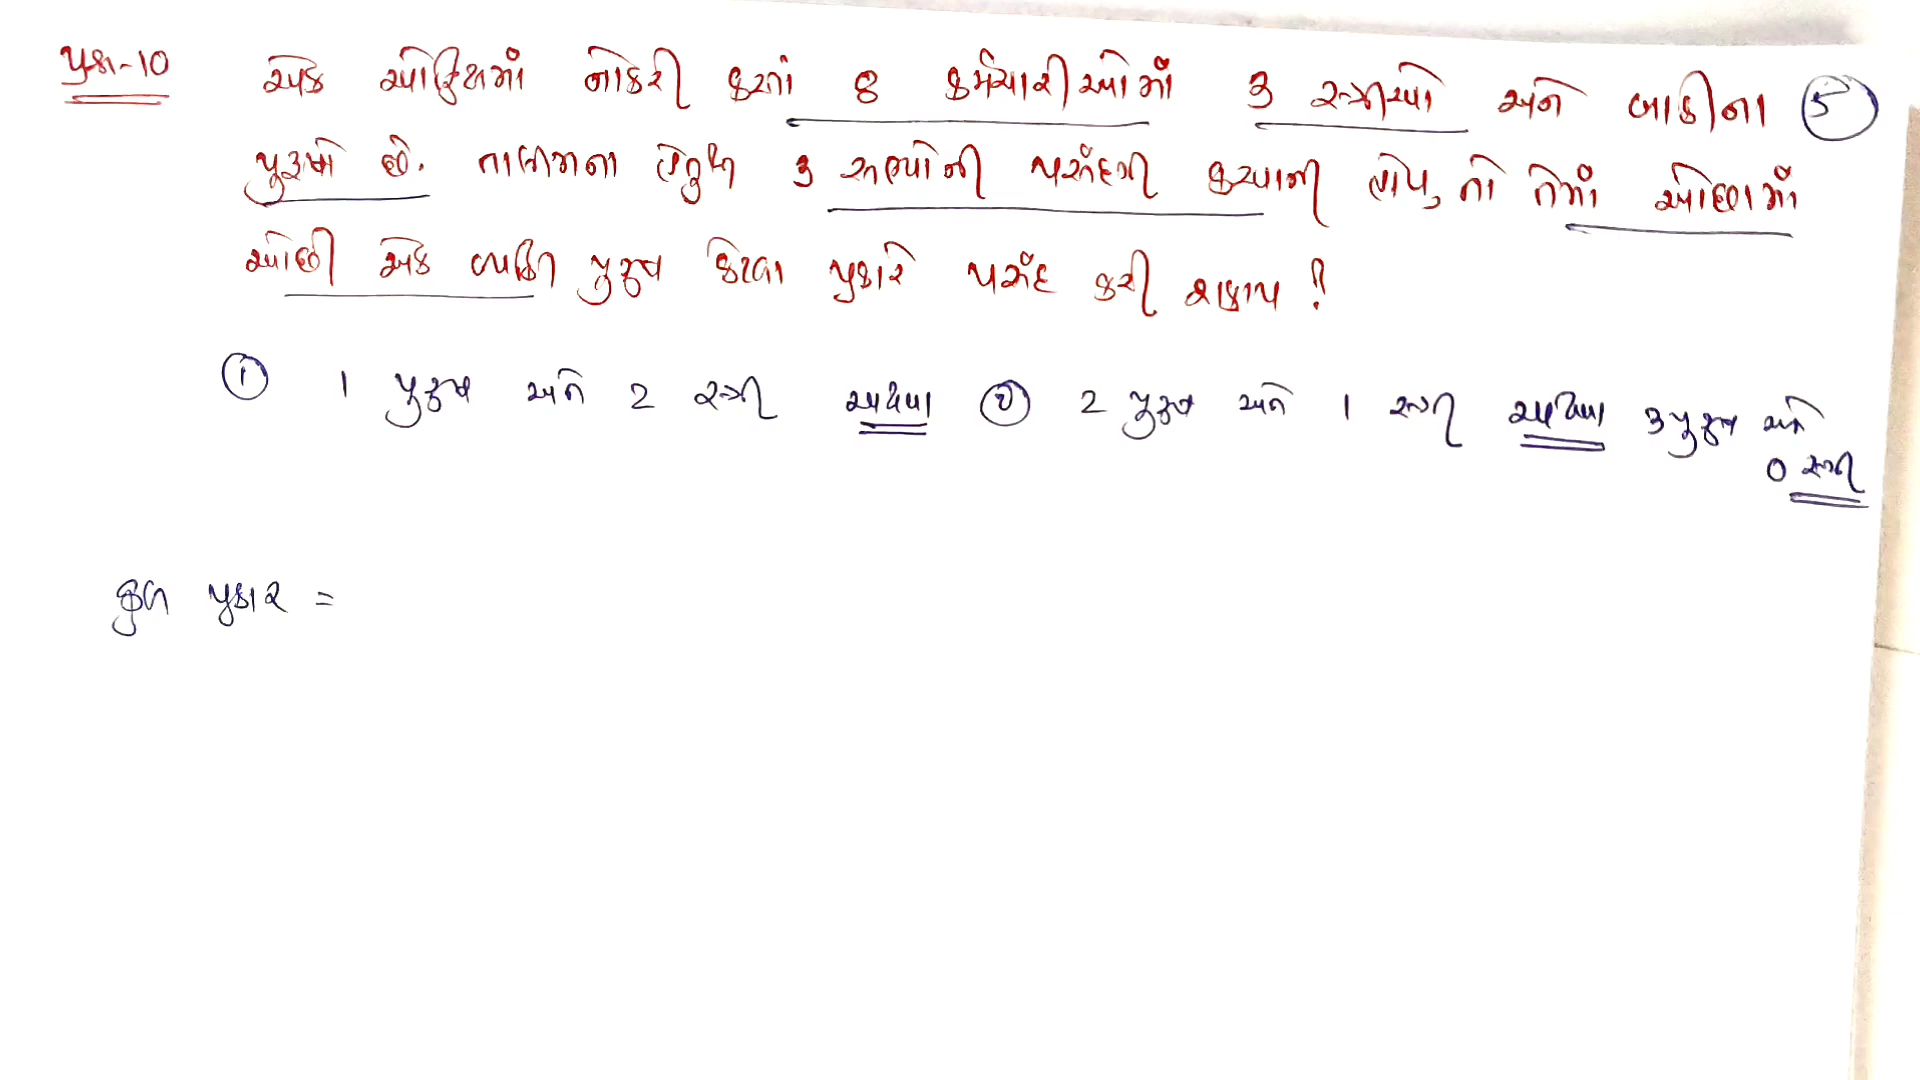 પ્રશ્ન-10 એક ઓફિસમાં નોકરી કરતાં 8 કર્મચારીઓમાં 3 સ્ત્રીઓ અને બાકીના 5
પુરૂષો છે. તાલીમના હેતુથી 3 સભ્યોની પસંદગી કરવાની હોય, તો તેમાં ઓછામાં
ઓછી એક વ્યક્તિ પુરુષ કેટલા પ્રકારે પસંદ કરી શકાય ?
① 1 પુરુષ અને 2 સ્ત્રી અથવા ② 2 પુરુષ અને 1 સ્ત્રી અથવા 3 પુરુષ અને
0 સ્ત્રી
કુલ પ્રકાર =